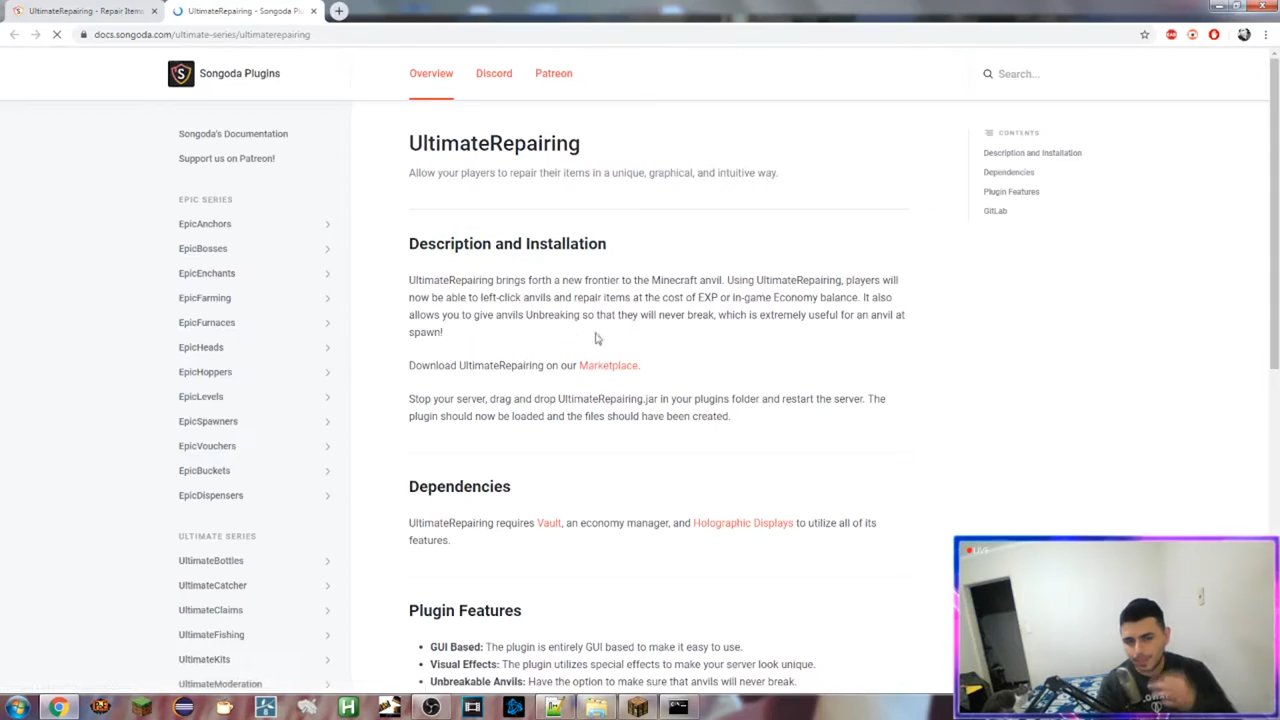 UltimateRepairing - Repair Items
UltimateRepairing - Songoda Plu
docs.songoda.com/ultimate-series/ultimaterepairing
Songoda Plugins
Overview
Discord
Patreon
Search...
Songoda's Documentation
Support us on Patreon!
EPIC SERIES
EpicAnchors
EpicBosses
EpicEnchants
EpicFarming
EpicFurnaces
EpicHeads
EpicHoppers
EpicLevels
EpicSpawners
EpicVouchers
EpicBuckets
EpicDispensers
ULTIMATE SERIES
UltimateBottles
UltimateCatcher
UltimateClaims
UltimateFishing
UltimateKits
UltimateModeration
UltimateRepairing
Allow your players to repair their items in a unique, graphical, and intuitive way.
Description and Installation
UltimateRepairing brings forth a new frontier to the Minecraft anvil. Using UltimateRepairing, players will
now be able to left-click anvils and repair items at the cost of EXP or in-game Economy balance. It also
allows you to give anvils Unbreaking so that they will never break, which is extremely useful for an anvil at
spawn!
Download UltimateRepairing on our Marketplace.
Stop your server, drag and drop UltimateRepairing.jar in your plugins folder and restart the server. The
plugin should now be loaded and the files should have been created.
Dependencies
UltimateRepairing requires Vault, an economy manager, and Holographic Displays to utilize all of its
features.
Plugin Features
• GUI Based: The plugin is entirely GUI based to make it easy to use.
• Visual Effects: The plugin utilizes special effects to make your server look unique.
• Unbreakable Anvils: Have the option to make sure that anvils will never break.
CONTENTS
Description and Installation
Dependencies
Plugin Features
GitLab
LIVE